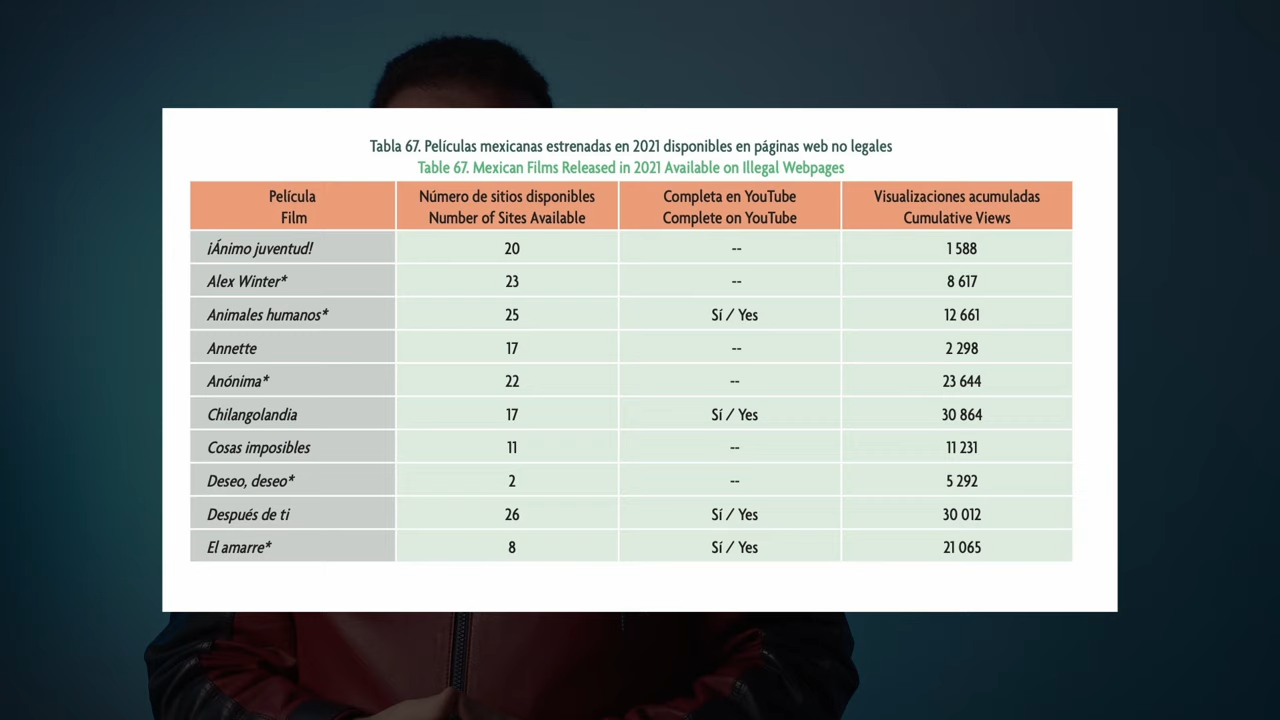 Tabla 67. Películas mexicanas estrenadas en 2021 disponibles en páginas web no legales
Table 67. Mexican Films Released in 2021 Available on Illegal Webpages
Película Número de sitios disponibles Completa en YouTube Visualizaciones acumuladas
Film Number of Sites Available Complete on YouTube Cumulative Views
¡Ánimo juventud! 20 -- 1 588
Alex Winter* 23 -- 8 617
Animales humanos* 25 Sí / Yes 12 661
Annette 17 -- 2 298
Anónima* 22 -- 23 644
Chilangolandia 17 Sí / Yes 30 864
Cosas imposibles 11 -- 11 231
Deseo, deseo* 2 -- 5 292
Después de ti 26 Sí / Yes 30 012
El amarre* 8 Sí / Yes 21 065